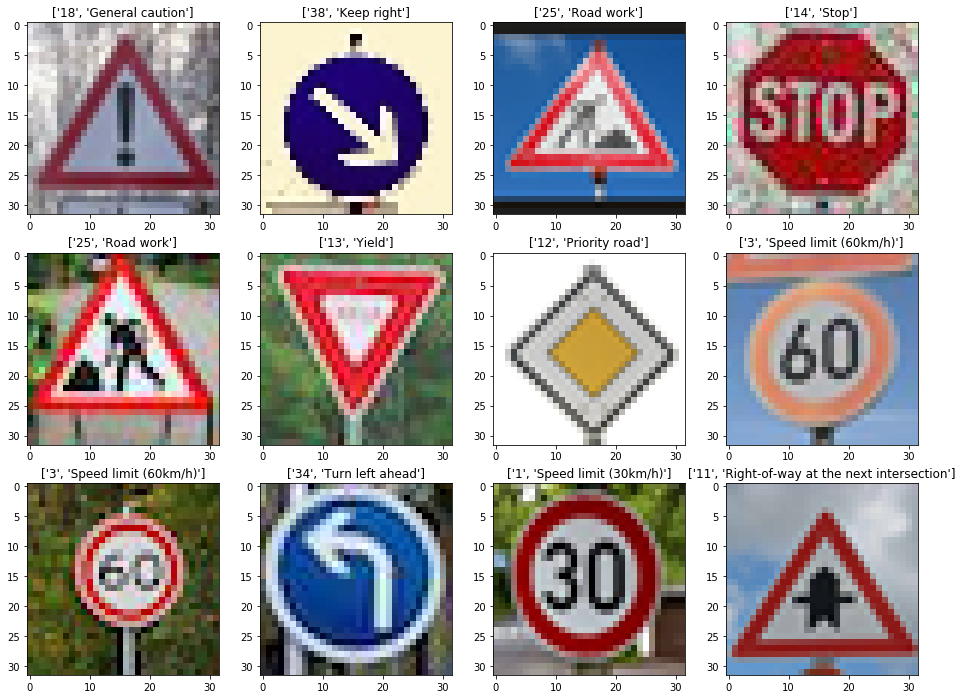 ['18', 'General caution'] ['38', 'Keep right'] ['25', 'Road work'] ['14', 'Stop']
0 0 0 0
5 5 5 5
10 10 10 10
15 15 15 15 STOP
20 20 20 20
25 25 25 25
30 30 30 30
0 10 20 30 0 10 20 30 0 10 20 30 0 10 20 30
['25', 'Road work'] ['13', 'Yield'] ['12', 'Priority road'] ['3', 'Speed limit (60km/h)']
0 0 0 0
5 5 5 5
10 10 10 10
15 15 15 15 60
20 20 20 20
25 25 25 25
30 30 30 30
0 10 20 30 0 10 20 30 0 10 20 30 0 10 20 30
['3', 'Speed limit (60km/h)'] ['34', 'Turn left ahead'] ['1', 'Speed limit (30km/h)'] ['11', 'Right-of-way at the next intersection']
0 0 0 0
5 5 5 5
10 10 10 10
15 60 15 15 30 15
20 20 20 20
25 25 25 25
30 30 30 30
0 10 20 30 0 10 20 30 0 10 20 30 0 10 20 30